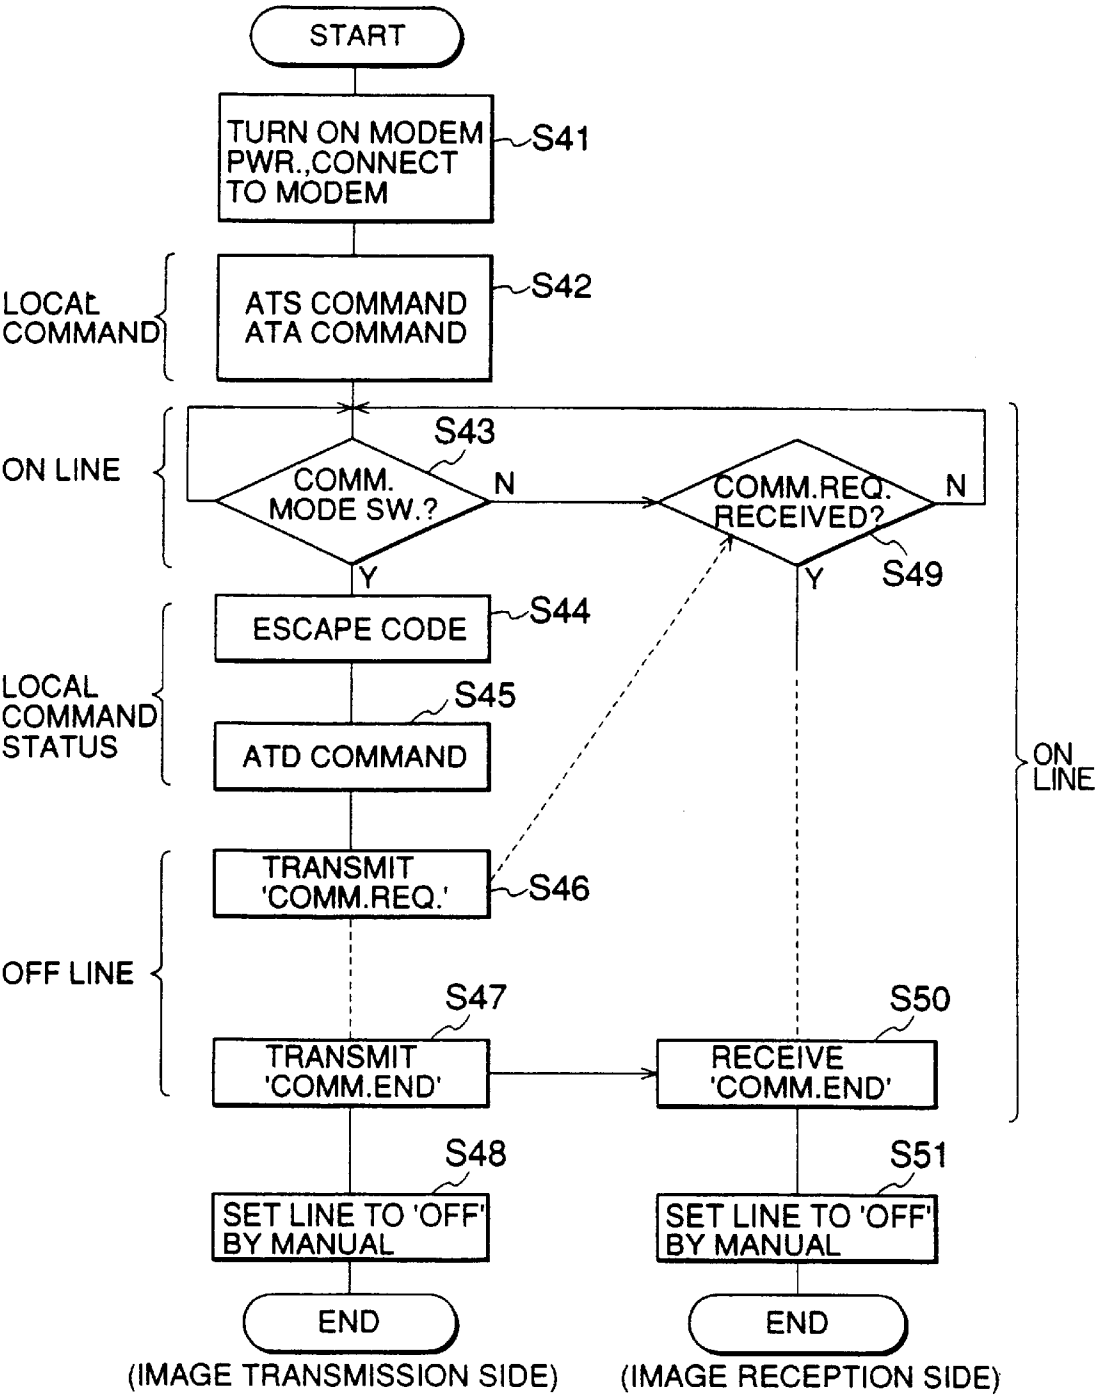 START
TURN ON MODEM
PWR.,CONNECT
TO MODEM
S41
LOCAL
COMMAND
ATS COMMAND
ATA COMMAND
S42
ON LINE
COMM.
MODE SW.?
S43
N
Y
COMM.REQ.
RECEIVED?
N
S49
Y
LOCAL
COMMAND
STATUS
ESCAPE CODE
S44
ATD COMMAND
S45
ON
LINE
OFF LINE
TRANSMIT
'COMM.REQ.'
S46
TRANSMIT
'COMM.END'
S47
RECEIVE
'COMM.END'
S50
SET LINE TO 'OFF'
BY MANUAL
S48
SET LINE TO 'OFF'
BY MANUAL
S51
END
END
(IMAGE TRANSMISSION SIDE)
(IMAGE RECEPTION SIDE)